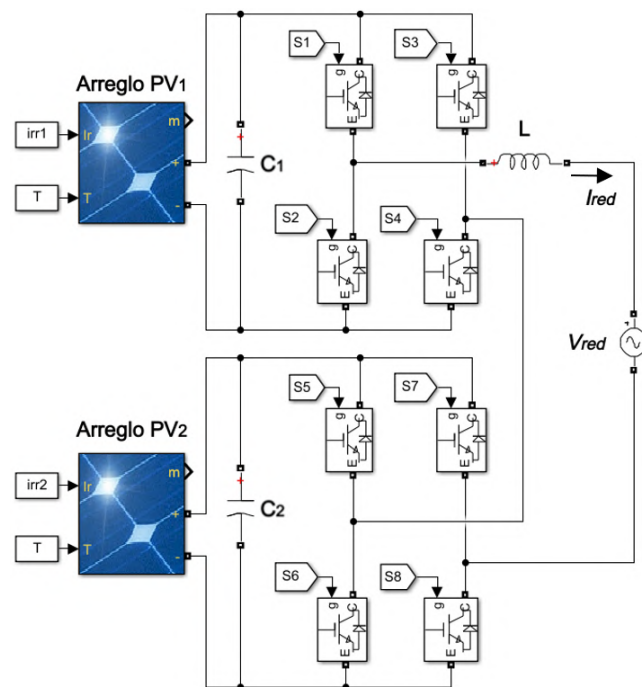 S1
S3
g
C
E
g
C
E
Arreglo PV1
m
irr1
Ir
+
T
T
-
+
C1
L
+
Ired
S2
S4
g
C
E
g
C
E
Vred
S5
S7
g
C
E
g
C
E
Arreglo PV2
m
irr2
Ir
+
T
T
-
+
C2
S6
S8
g
C
E
g
C
E